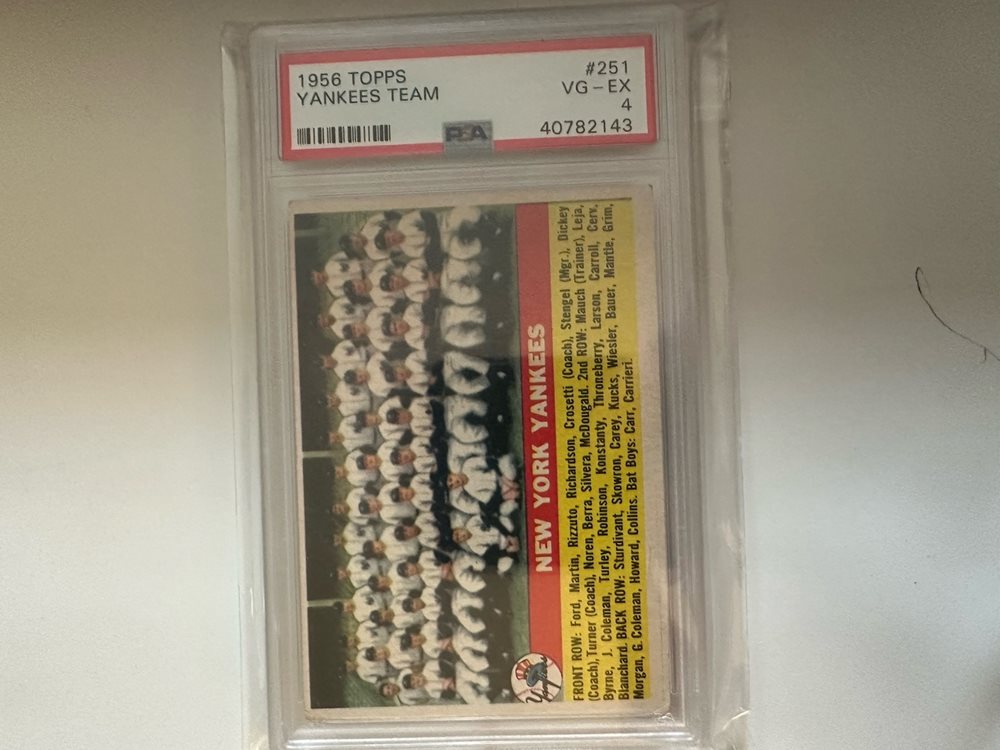 1956 TOPPS
YANKEES TEAM
#251
VG – EX
4
PSA
40782143
NEW YORK YANKEES
Yankees
FRONT ROW: Ford, Martin, Rizzuto, Richardson, Crosetti (Coach), Stengel (Mgr.), Dickey
(Coach), Turner (Coach), Noren, Berra, Silvera, McDougald. 2nd ROW: Mauch (Trainer), Leja,
Byrne, J. Coleman, Turley, Robinson, Konstanty, Throneberry, Larson, Carroll, Cerv,
Blanchard. BACK ROW: Sturdivant, Skowron, Carey, Kucks, Wiesler, Bauer, Mantle, Grim,
Morgan, G. Coleman, Howard, Collins. Bat Boys: Carr, Carrieri.